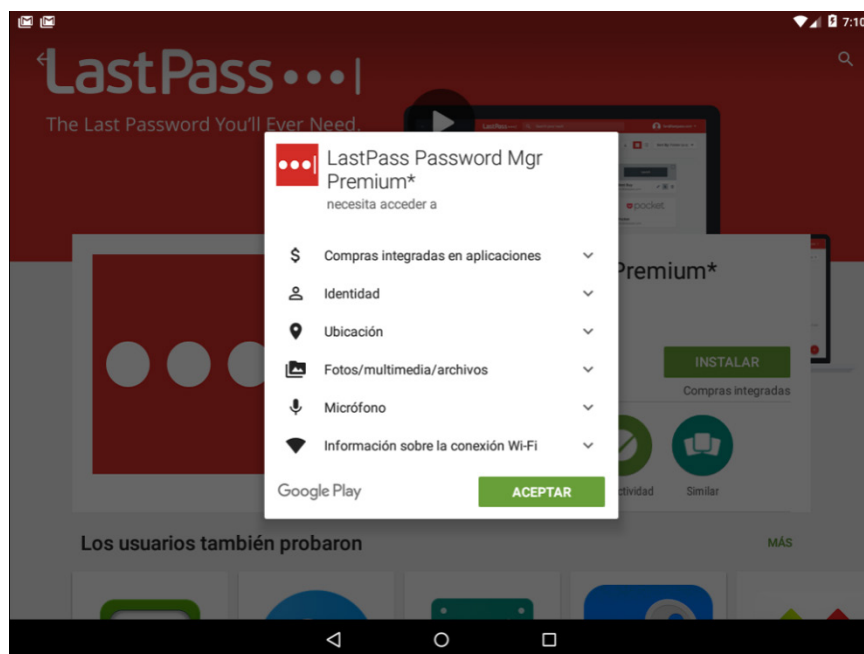 7:10
LastPass
The Last Password You'll Ever Need.
LastPass Password Mgr
Premium*
necesita acceder a
Compras integradas en aplicaciones
Identidad
Ubicación
Fotos/multimedia/archivos
Micrófono
Información sobre la conexión Wi-Fi
Google Play
ACEPTAR
pocket
Premium*
INSTALAR
Compras integradas
ctividad
Similar
Los usuarios también probaron
MÁS